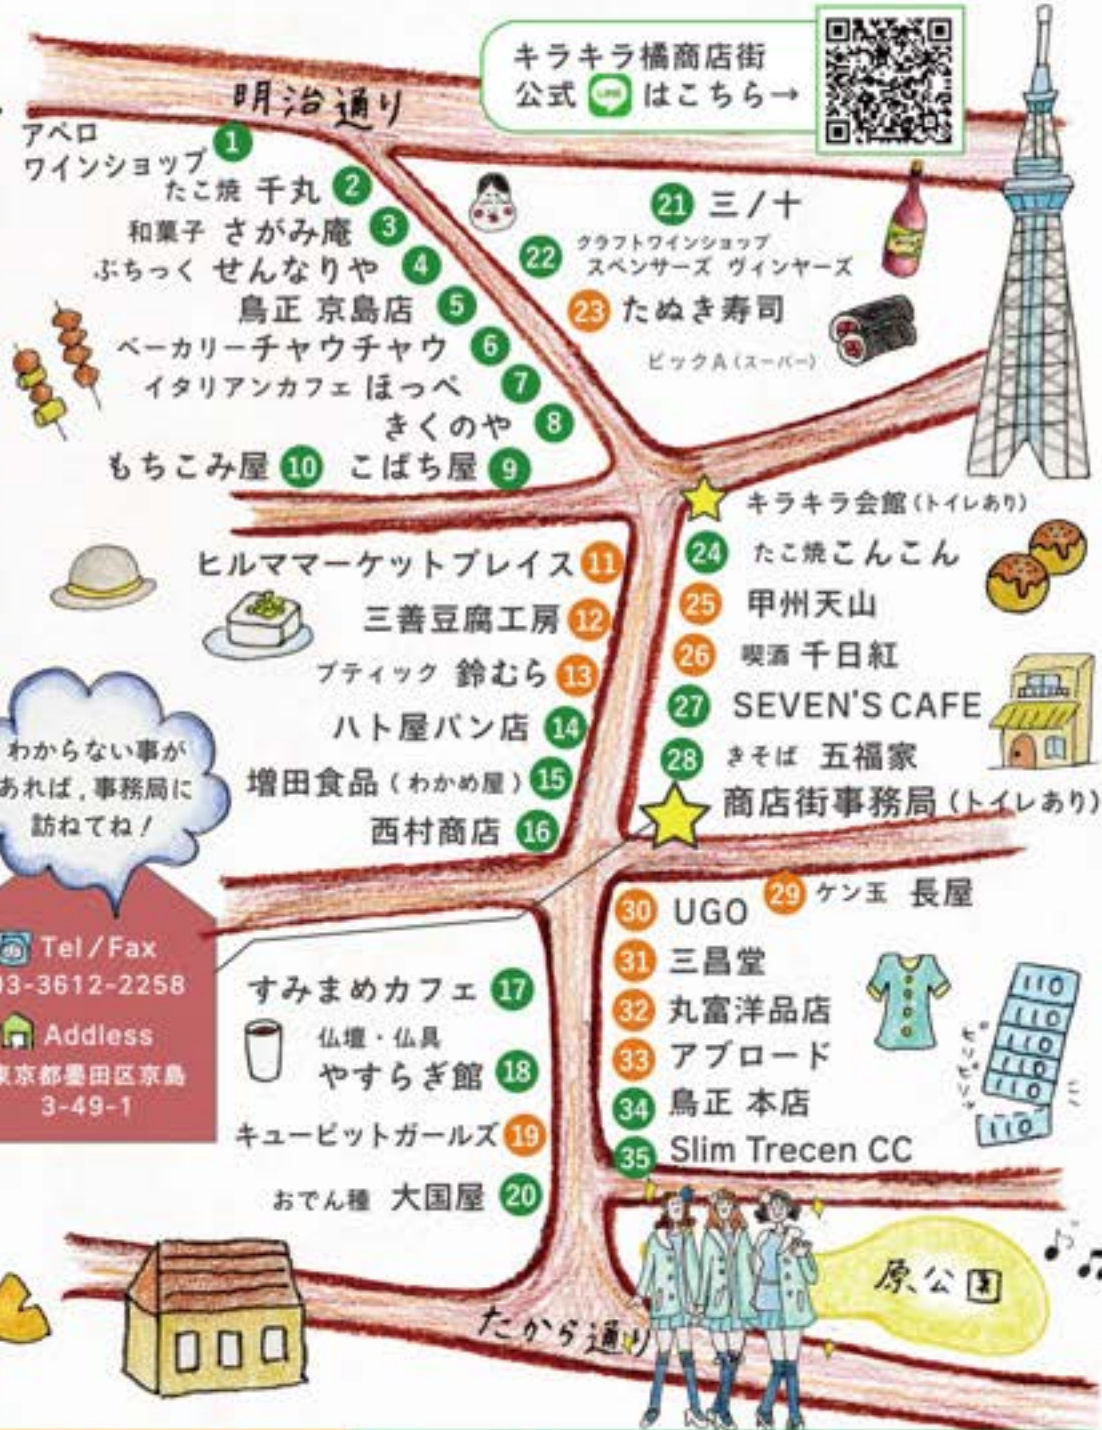 キラキラ橘商店街
公式 LINE はこちら→
明治通り
アペロ
ワインショップ 1
たこ焼 千丸 2
和菓子 さがみ庵 3
ぶちっく せんなりや 4
鳥正 京島店 5
ベーカリーチャウチャウ 6
イタリアンカフェ ほっぺ 7
きくのや 8
もちこみ屋 10 こばち屋 9
21 三ノ十
22 クラフトワインショップ
スペンサーズ ヴィンヤーズ
23 たぬき寿司
ビックA(スーパー)
キラキラ会館(トイレあり)
ヒルママーケットプレイス 11
三善豆腐工房 12
ブティック 鈴むら 13
ハト屋パン店 14
増田食品(わかめ屋) 15
西村商店 16
24 たこ焼こんこん
25 甲州天山
26 喫酒 千日紅
27 SEVEN'S CAFE
28 きそば 五福家
商店街事務局(トイレあり)
わからない事が
あれば、事務局に
訪ねてね!
Tel/Fax
03-3612-2258
Addless
東京都墨田区京島
3-49-1
すみまめカフェ 17
仏壇・仏具
やすらぎ館 18
キューピットガールズ 19
おでん種 大国屋 20
29 ケン玉 長屋
30 UGO
31 三昌堂
32 丸富洋品店
33 アブロード
34 鳥正 本店
35 Slim Trecen CC
110
110
110
110
110
原公園
たから通り